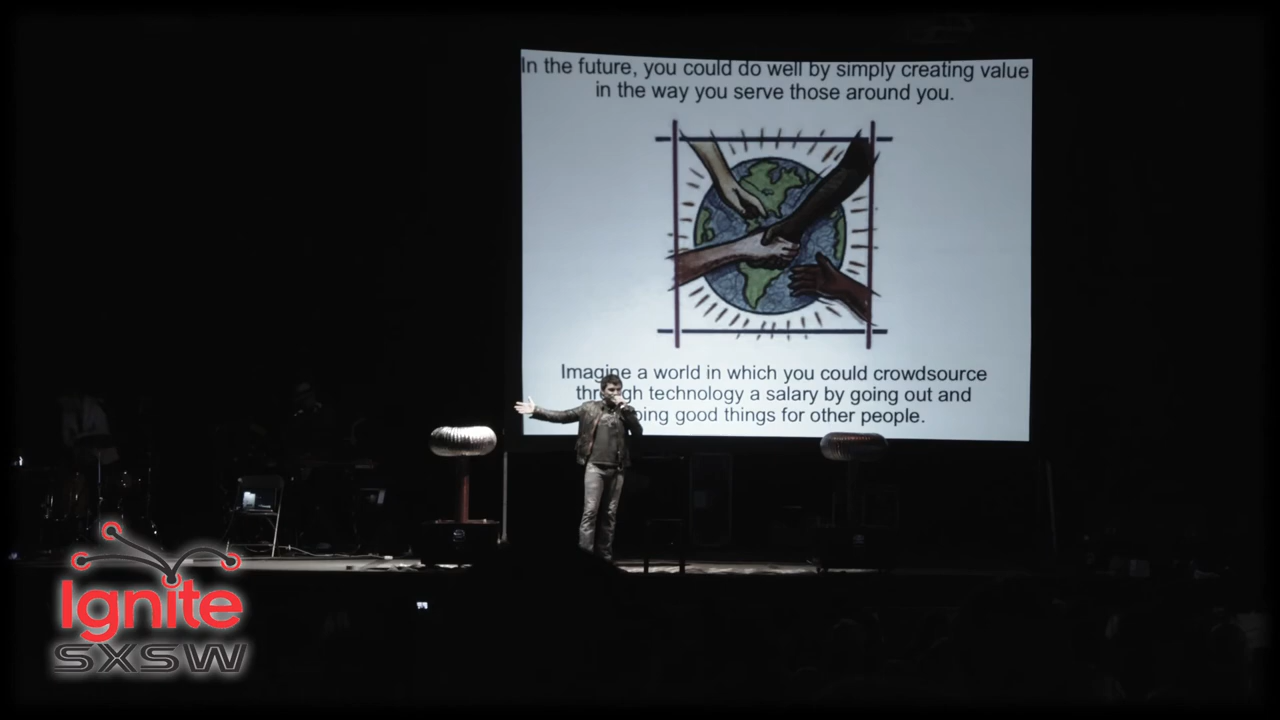 In the future, you could do well by simply creating value
in the way you serve those around you.
Imagine a world in which you could crowdsource
through technology a salary by going out and
doing good things for other people.
Ignite
SXSW